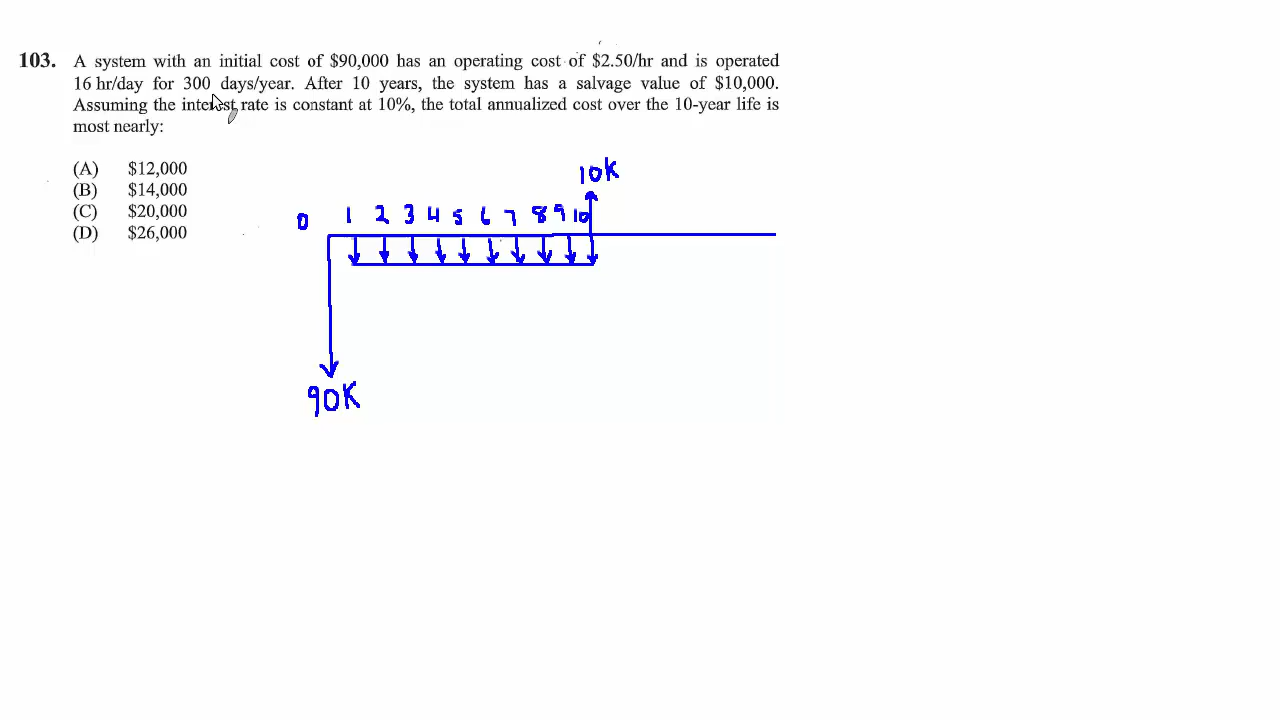 103. A system with an initial cost of $90,000 has an operating cost of $2.50/hr and is operated
16 hr/day for 300 days/year. After 10 years, the system has a salvage value of $10,000.
Assuming the interest rate is constant at 10%, the total annualized cost over the 10-year life is
most nearly:
(A) $12,000
(B) $14,000
(C) $20,000
(D) $26,000
10K
0 1 2 3 4 5 6 7 8 9 10
90K